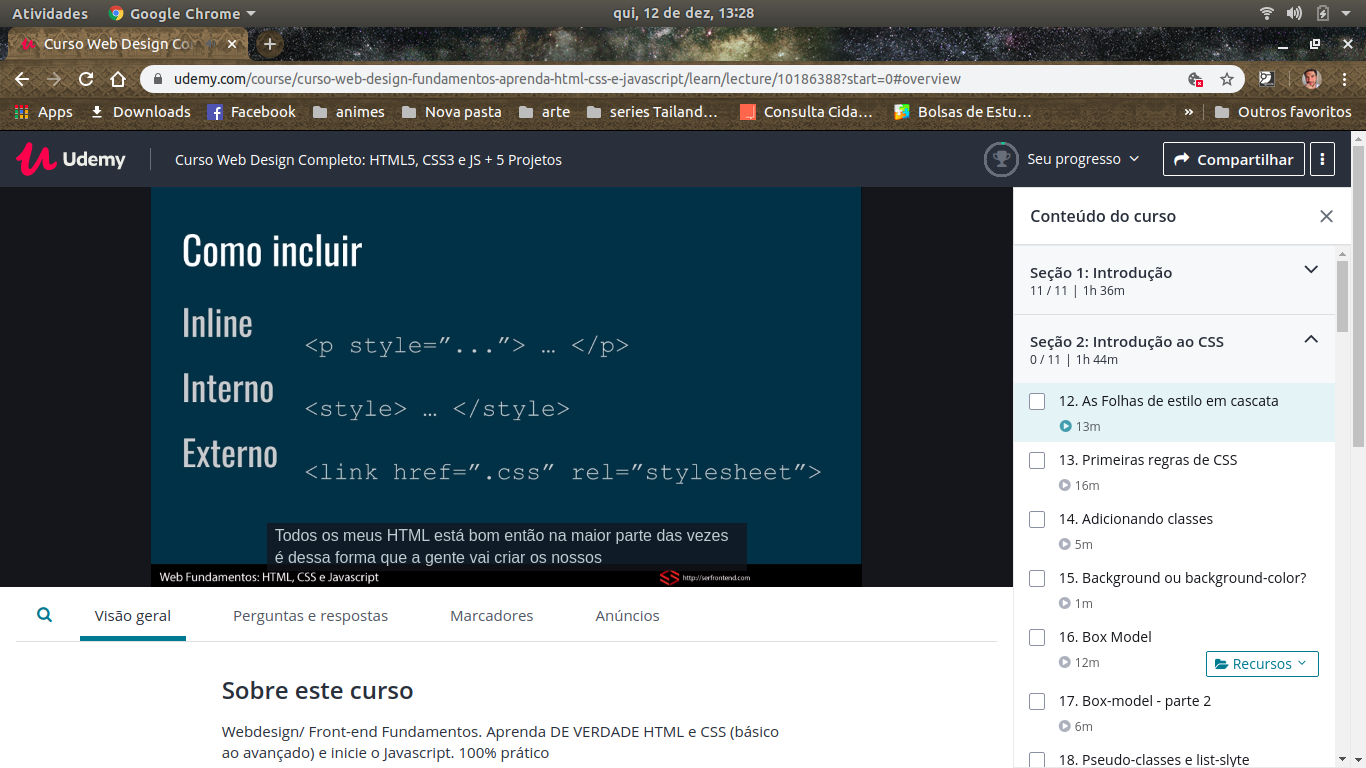 Atividades Google Chrome qui, 12 de dez, 13:28
Curso Web Design Co
udemy.com/course/curso-web-design-fundamentos-aprenda-html-css-e-javascript/learn/lecture/10186388?start=0#overview
Apps Downloads Facebook animes Nova pasta arte series Tailand… Consulta Cida… Bolsas de Estu… » Outros favoritos
Udemy Curso Web Design Completo: HTML5, CSS3 e JS + 5 Projetos Seu progresso Compartilhar
Como incluir
Inline
<p style=”...”> … </p>
Interno
<style> … </style>
Externo
<link href=”.css” rel=”stylesheet”>
Todos os meus HTML está bom então na maior parte das vezes
é dessa forma que a gente vai criar os nossos
Web Fundamentos: HTML, CSS e Javascript http://serfrontend.com
Visão geral Perguntas e respostas Marcadores Anúncios
Sobre este curso
Webdesign/ Front-end Fundamentos. Aprenda DE VERDADE HTML e CSS (básico
ao avançado) e inicie o Javascript. 100% prático
Conteúdo do curso
Seção 1: Introdução
11 / 11 | 1h 36m
Seção 2: Introdução ao CSS
0 / 11 | 1h 44m
12. As Folhas de estilo em cascata
13m
13. Primeiras regras de CSS
16m
14. Adicionando classes
5m
15. Background ou background-color?
1m
16. Box Model
12m
Recursos
17. Box-model - parte 2
6m
18. Pseudo-classes e list-slyte